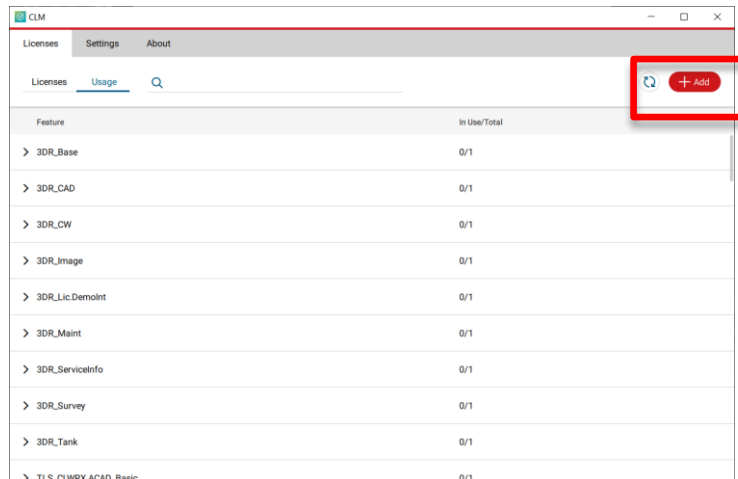 CLM
Licenses Settings About
Licenses Usage + Add
Feature In Use/Total
3DR_Base 0/1
3DR_CAD 0/1
3DR_CW 0/1
3DR_Image 0/1
3DR_Lic.DemoInt 0/1
3DR_Maint 0/1
3DR_ServiceInfo 0/1
3DR_Survey 0/1
3DR_Tank 0/1
TLS_CLWRX.ACAD_Basic 0/1